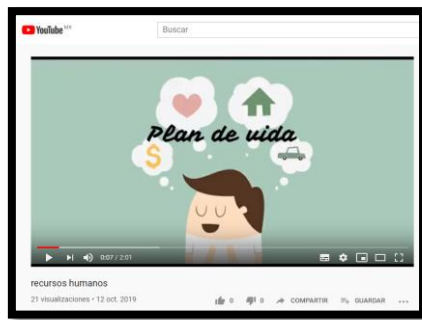 YouTube MX
Buscar
Plan de vida
$
0:07 / 2:01
recursos humanos
21 visualizaciones • 12 oct. 2019
0 0 COMPARTIR GUARDAR